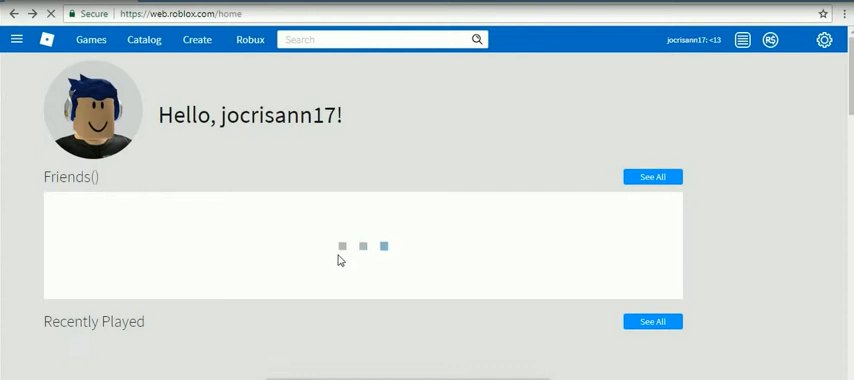 Secure https://web.roblox.com/home
Games Catalog Create Robux Search jocrisann17: <13 R$
Hello, jocrisann17!
Friends() See All
Recently Played See All